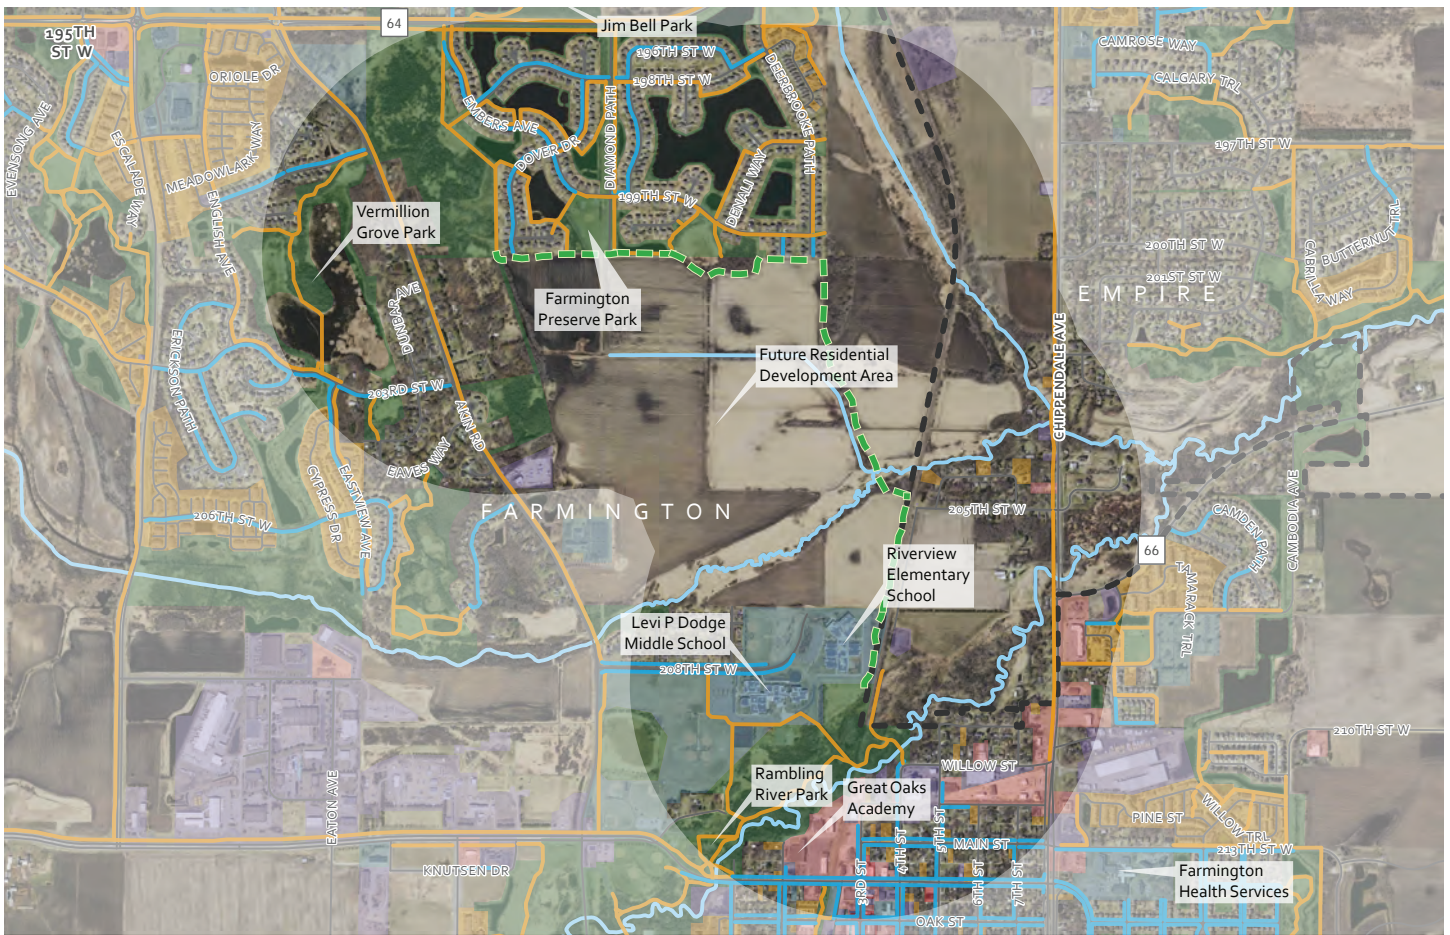 64
Jim Bell Park
195TH
ST W
196TH ST W
CAMROSE WAY
ORIOLE DR
198TH ST W
CALGARY TRL
DEERBROOKE PATH
EVENSONG AVE
EMBERS AVE
DIAMOND PATH
ESCALADE WAY
DOVER DR
197TH ST W
MEADOWLARK WAY
199TH ST W
DENALI WAY
ENGLISH AVE
Vermillion
Grove Park
BUTTERNUT TRL
200TH ST W
CABRILLA WAY
201ST ST W
EMPIRE
DUNBAR AVE
Farmington
Preserve Park
ERICKSON PATH
CHIPPENDALE AVE
Future Residential
Development Area
203RD ST W
AKIN RD
EAVES WAY
CYPRESS DR
EASTVIEW AVE
FARMINGTON
206TH ST W
205TH ST W
CAMDEN PATH
CAMBODIA AVE
66
Riverview
Elementary
School
TAMARACK TRL
Levi P Dodge
Middle School
208TH ST W
210TH ST W
WILLOW ST
Rambling
River Park
Great Oaks
Academy
EATON AVE
PINE ST
WILLOW TRL
5TH ST
4TH ST
MAIN ST
213TH ST W
KNUTSEN DR
3RD ST
6TH ST
7TH ST
Farmington
Health Services
OAK ST